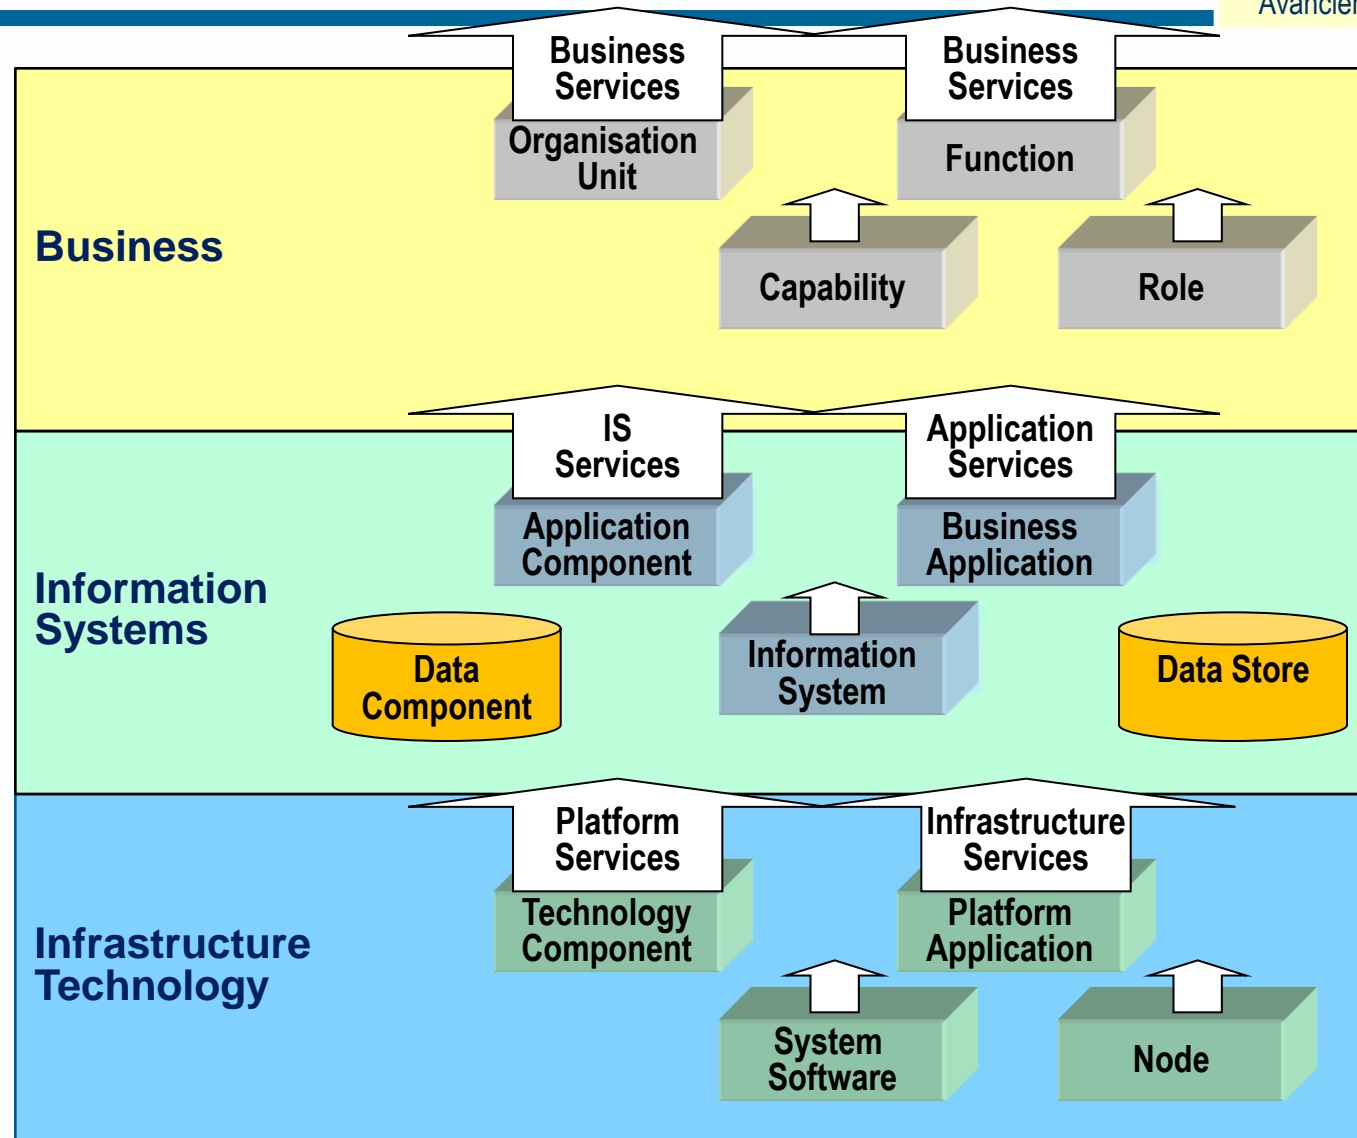 Avancier
Business
Services
Business
Services
Organisation
Unit
Function
Business
Capability
Role
IS
Services
Application
Services
Application
Component
Business
Application
Information
Systems
Data
Component
Information
System
Data Store
Platform
Services
Infrastructure
Services
Technology
Component
Platform
Application
Infrastructure
Technology
System
Software
Node